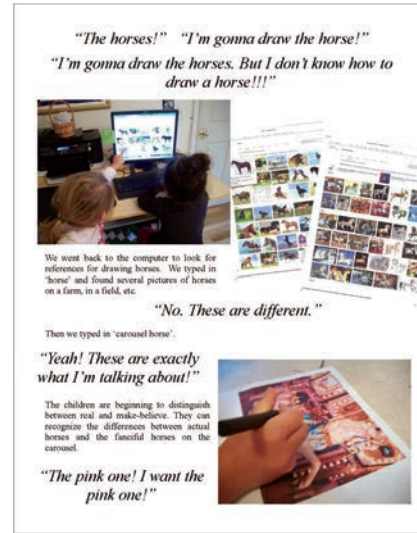 “The horses!”   “I’m gonna draw the horse!”
“I’m gonna draw the horses. But I don’t know how to
draw a horse!!!”
We went back to the computer to look for
references for drawing horses.  We typed in
‘horse’ and found several pictures of horses
on a farm, in a field, etc.
“No. These are different.”
Then we typed in ‘carousel horse’.
“Yeah! These are exactly
what I’m talking about!”
The children are beginning to distinguish
between real and make-believe. They can
recognize the differences between actual
horses and the fanciful horses on the
carousel.
“The pink one! I want the
pink one!”